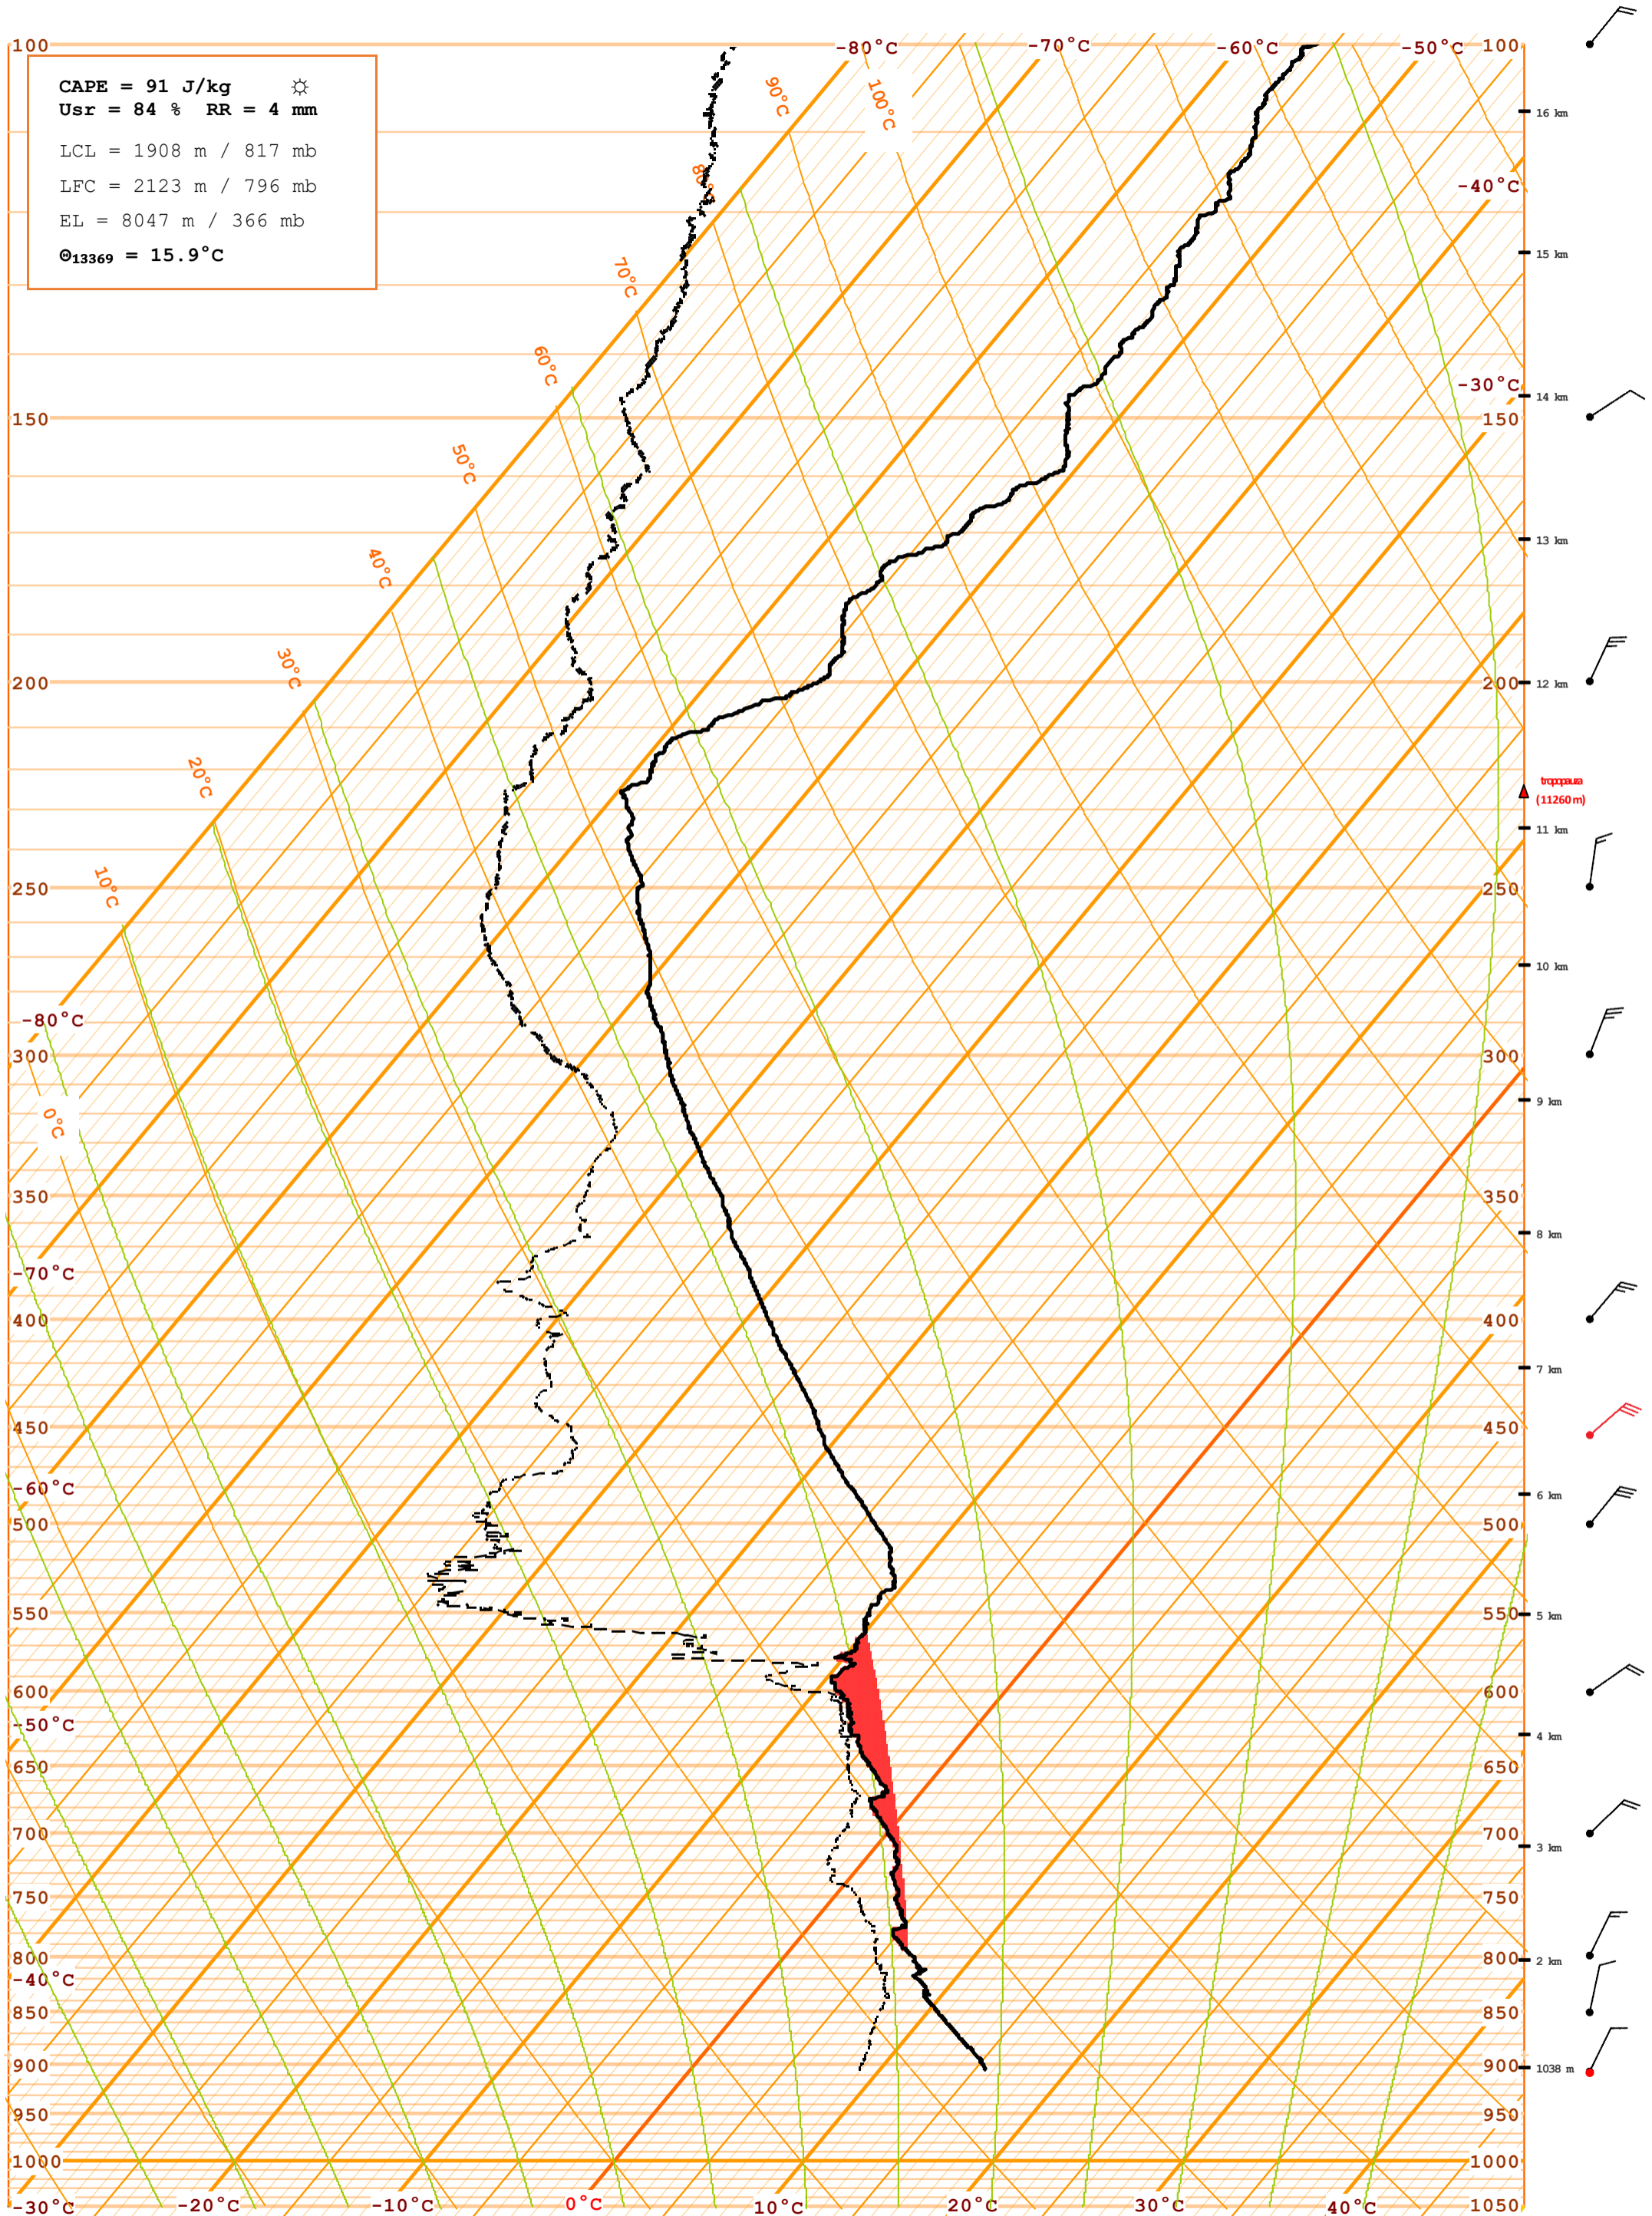 100
-80°C
-70°C
-60°C
-50°C
100
CAPE = 91 J/kg ☼
Usr = 84 % RR = 4 mm
LCL = 1908 m / 817 mb
LFC = 2123 m / 796 mb
EL = 8047 m / 366 mb
Θ13369 = 15.9°C
90°C
100°C
16 km
80°C
-40°C
15 km
70°C
60°C
-30°C
14 km
150
150
50°C
13 km
40°C
30°C
200
200
12 km
20°C
tropopauza
(11260 m)
11 km
10°C
250
250
10 km
-80°C
300
300
0°C
9 km
350
350
8 km
-70°C
400
400
7 km
450
450
-60°C
6 km
500
500
550
550
5 km
600
600
-50°C
4 km
650
650
700
700
3 km
750
750
800
800
2 km
-40°C
850
850
900
900
1038 m
950
950
1000
1000
-30°C
-20°C
-10°C
0°C
10°C
20°C
30°C
40°C
1050